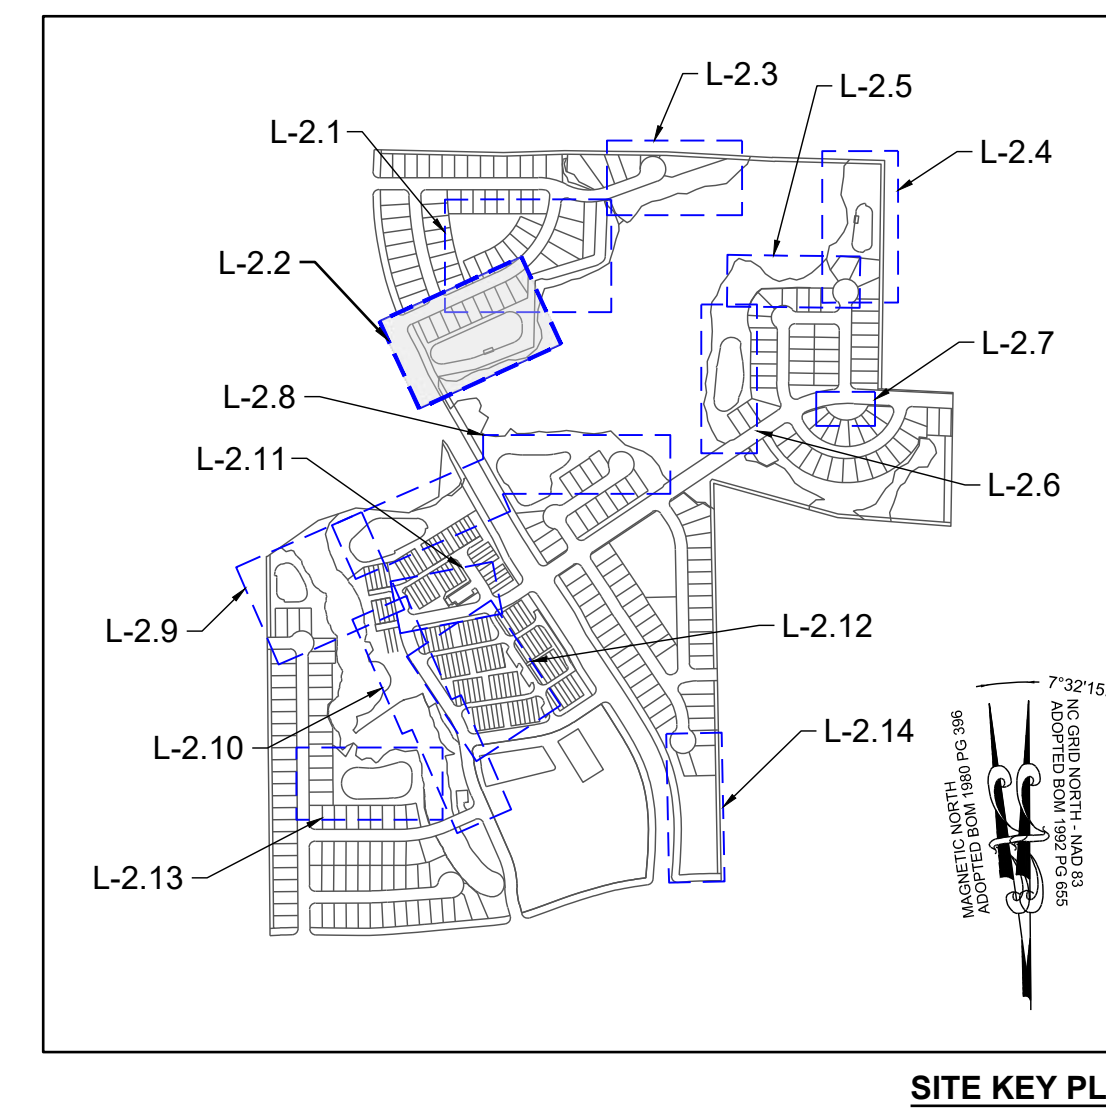 L-2.3
L-2.5
L-2.1
L-2.4
L-2.2
L-2.7
L-2.8
L-2.11
L-2.6
L-2.9
L-2.12
L-2.10
L-2.14
L-2.13
7°32'15
MAGNETIC NORTH
ADOPTED BOM 1980 PG 396
NC GRID NORTH - NAD 83
ADOPTED BOM 1992 PG 655
SITE KEY PL